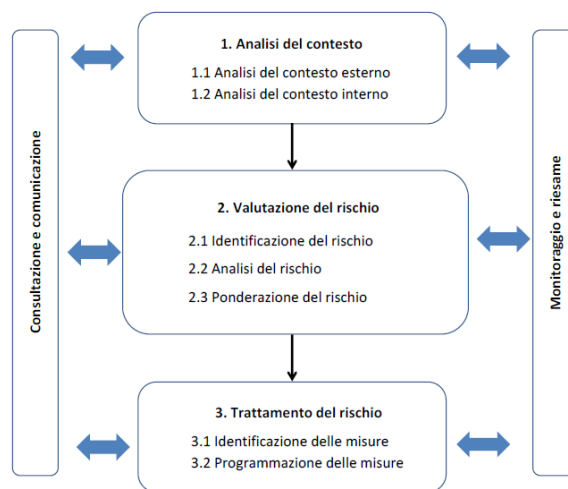 Consultazione e comunicazione
1. Analisi del contesto
1.1 Analisi del contesto esterno
1.2 Analisi del contesto interno
2. Valutazione del rischio
2.1 Identificazione del rischio
2.2 Analisi del rischio
2.3 Ponderazione del rischio
3. Trattamento del rischio
3.1 Identificazione delle misure
3.2 Programmazione delle misure
Monitoraggio e riesame